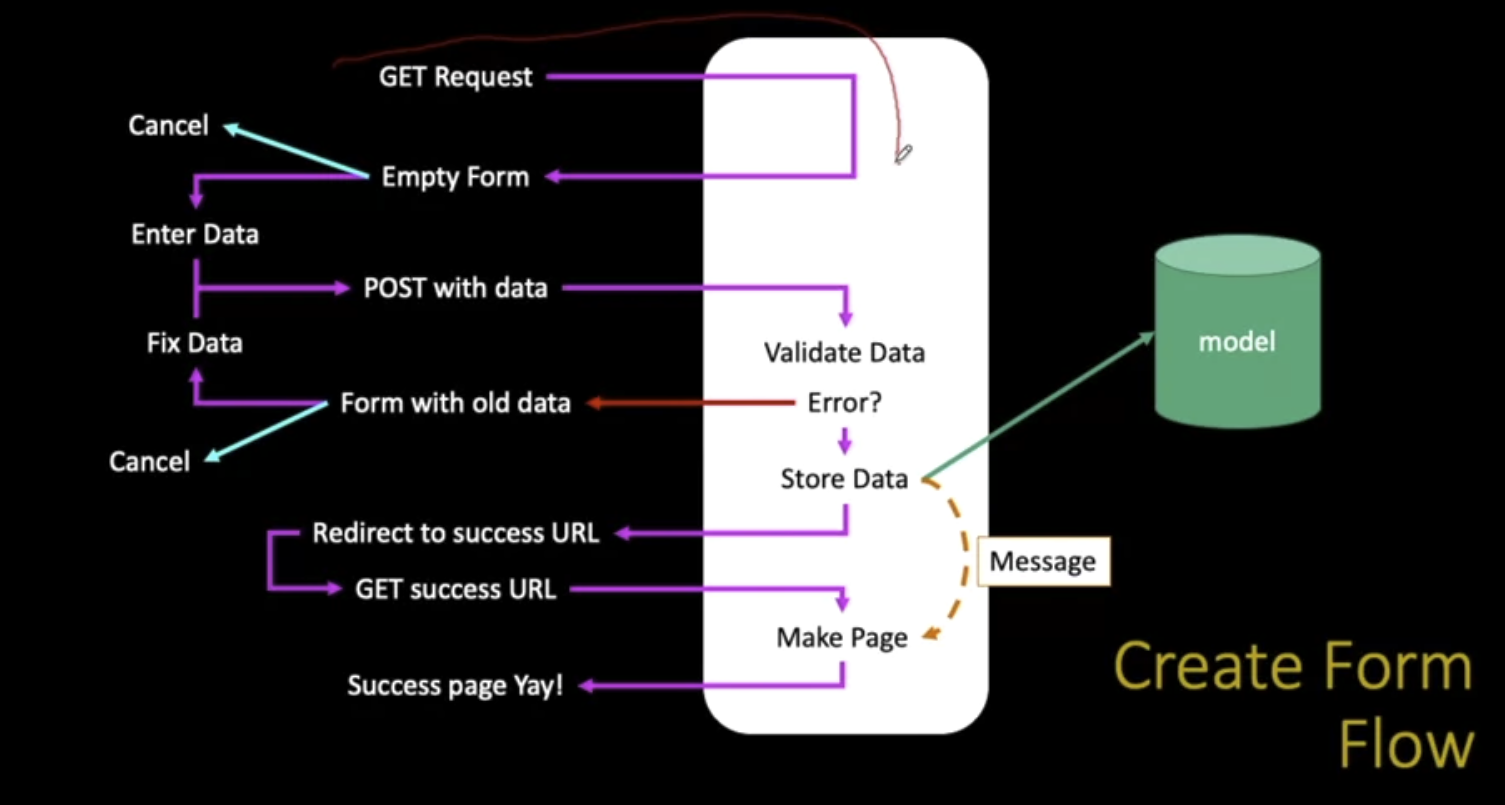 GET Request
Cancel
Empty Form
Enter Data
POST with data
Fix Data
Validate Data
model
Form with old data
Error?
Cancel
Store Data
Redirect to success URL
Message
GET success URL
Make Page
Success page Yay!
Create Form
Flow